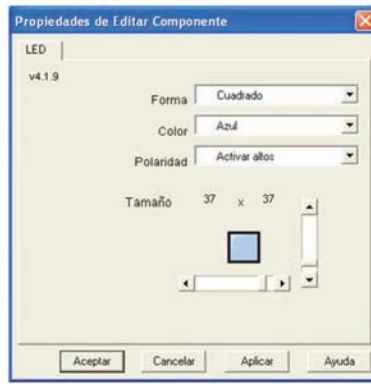 Propiedades de Editar Componente
LED
v4.1.9
Forma Cuadrado
Color Azul
Polaridad Activar altos
Tamaño 37 x 37
Aceptar Cancelar Aplicar Ayuda